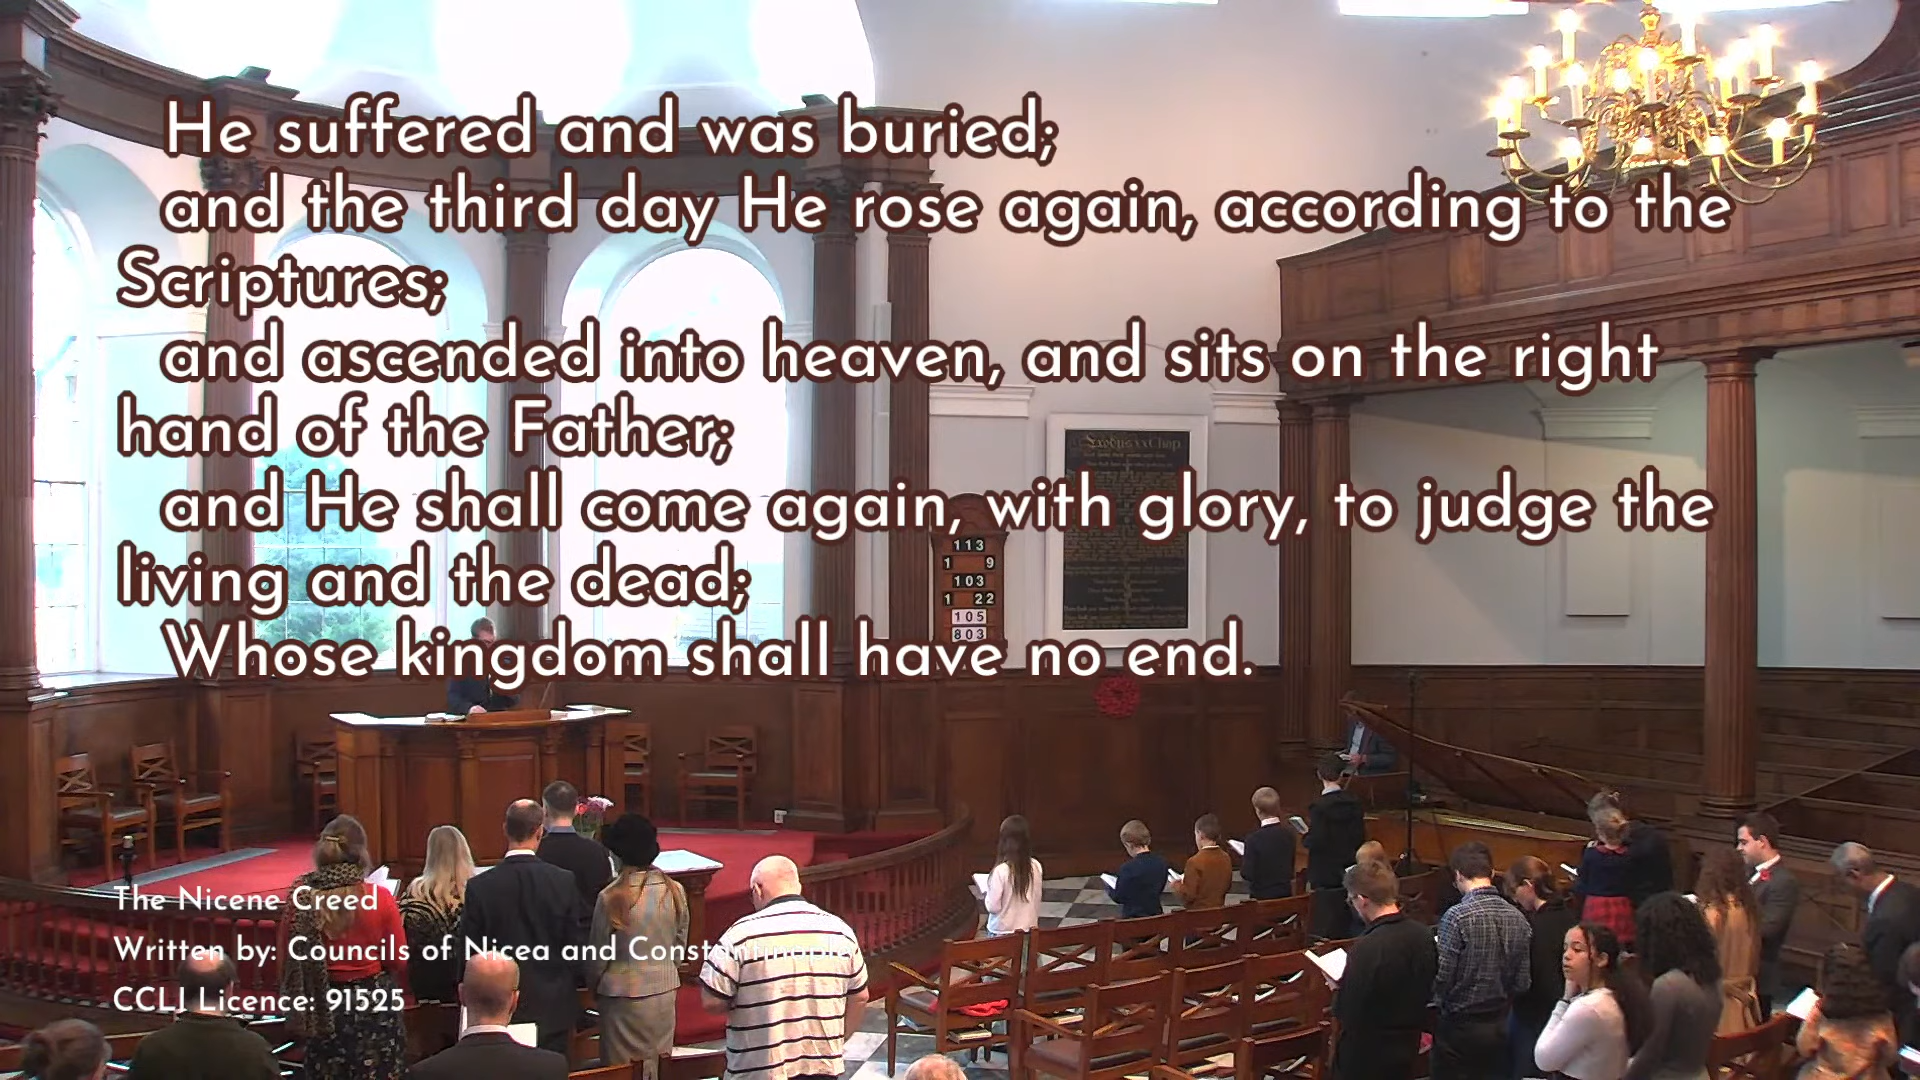 He suffered and was buried;
and the third day He rose again, according to the
Scriptures;
and ascended into heaven, and sits on the right
hand of the Father;
and He shall come again, with glory, to judge the
living and the dead;
Whose kingdom shall have no end.
Exodus xx Chap
113
1 9
103
1 22
105
803
The Nicene Creed
Written by: Councils of Nicea and Constantinople
CCLI Licence: 91525